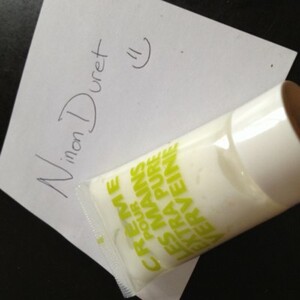 Ninon Duret
:)
CREME
POUR
LES MAINS
EXTRA PURE
VERVEINE